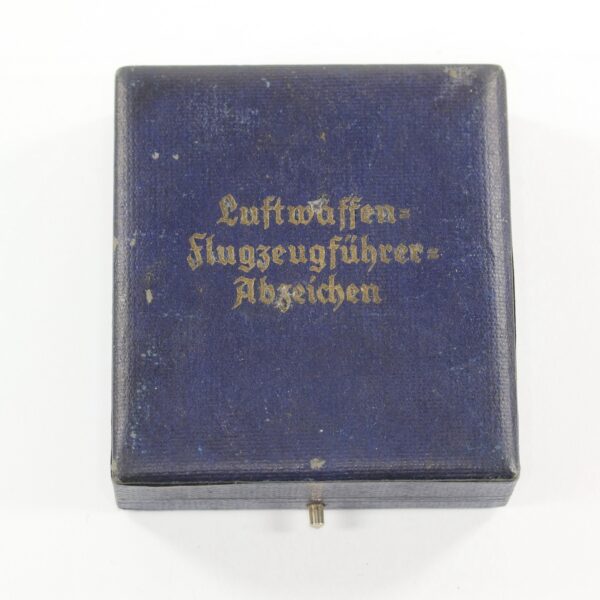 Luftwaffen=
Flugzeugführer=
Abzeichen